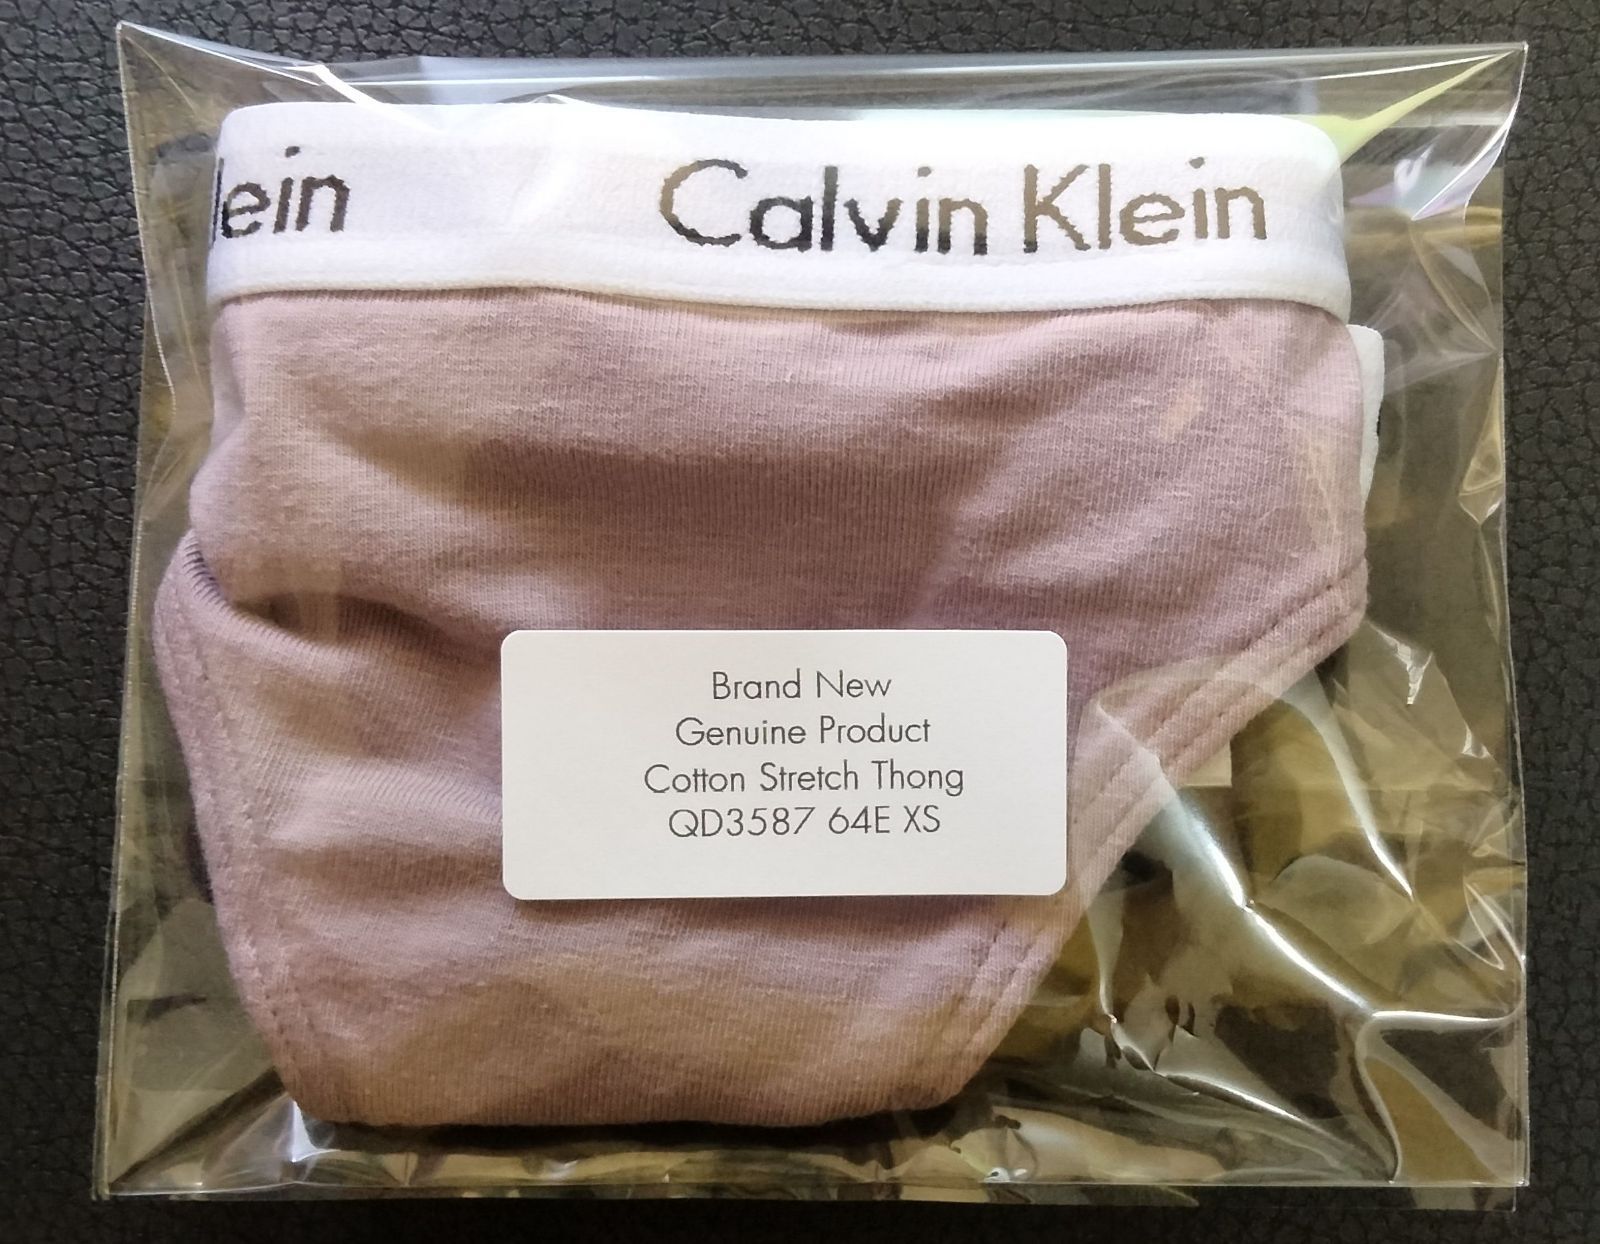 lein Calvin Klein
Brand New
Genuine Product
Cotton Stretch Thong
QD3587 64E XS